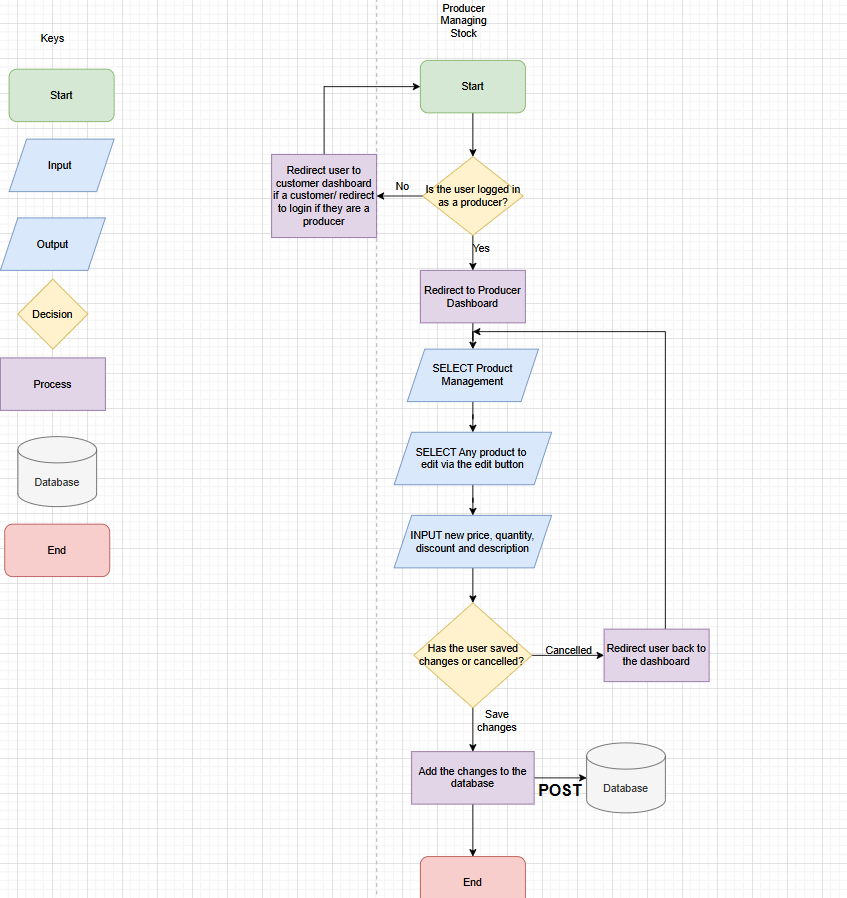 Keys
Start
Input
Output
Decision
Process
Database
End
Producer
Managing
Stock
Start
Is the user logged in
as a producer?
No
Redirect user to
customer dashboard
if a customer/ redirect
to login if they are a
producer
Yes
Redirect to Producer
Dashboard
SELECT Product
Management
SELECT Any product to
edit via the edit button
INPUT new price, quantity,
discount and description
Has the user saved
changes or cancelled?
Cancelled
Redirect user back to
the dashboard
Save
changes
Add the changes to the
database
POST
Database
End